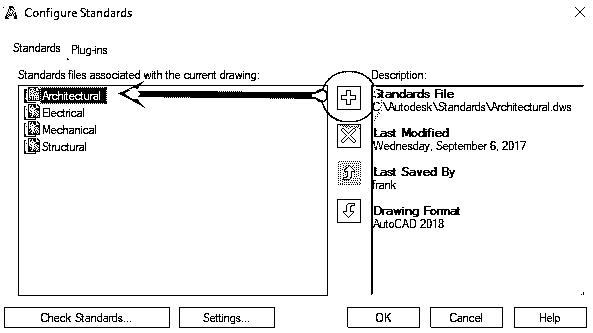 Configure Standards
Standards Plug-ins
Standards files associated with the current drawing:
Architectural
Electrical
Mechanical
Structural
Description:
Standards File
C:\Autodesk\Standards\Architectural.dws
Last Modified
Wednesday, September 6, 2017
Last Saved By
frank
Drawing Format
AutoCAD 2018
Check Standards... Settings... OK Cancel Help